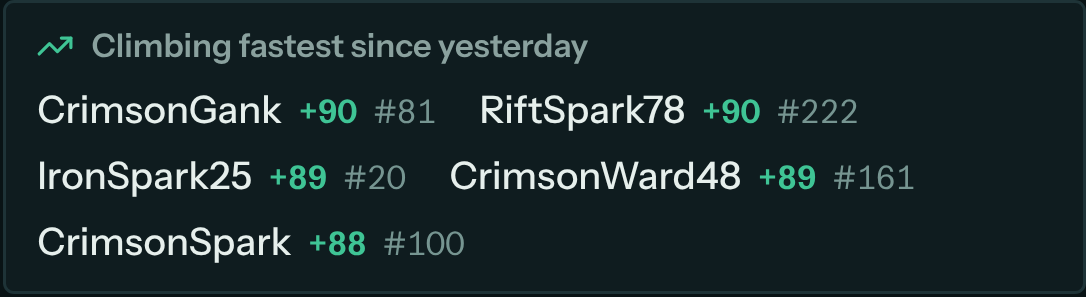 Climbing fastest since yesterday
CrimsonGank +90 #81 RiftSpark78 +90 #222
IronSpark25 +89 #20 CrimsonWard48 +89 #161
CrimsonSpark +88 #100